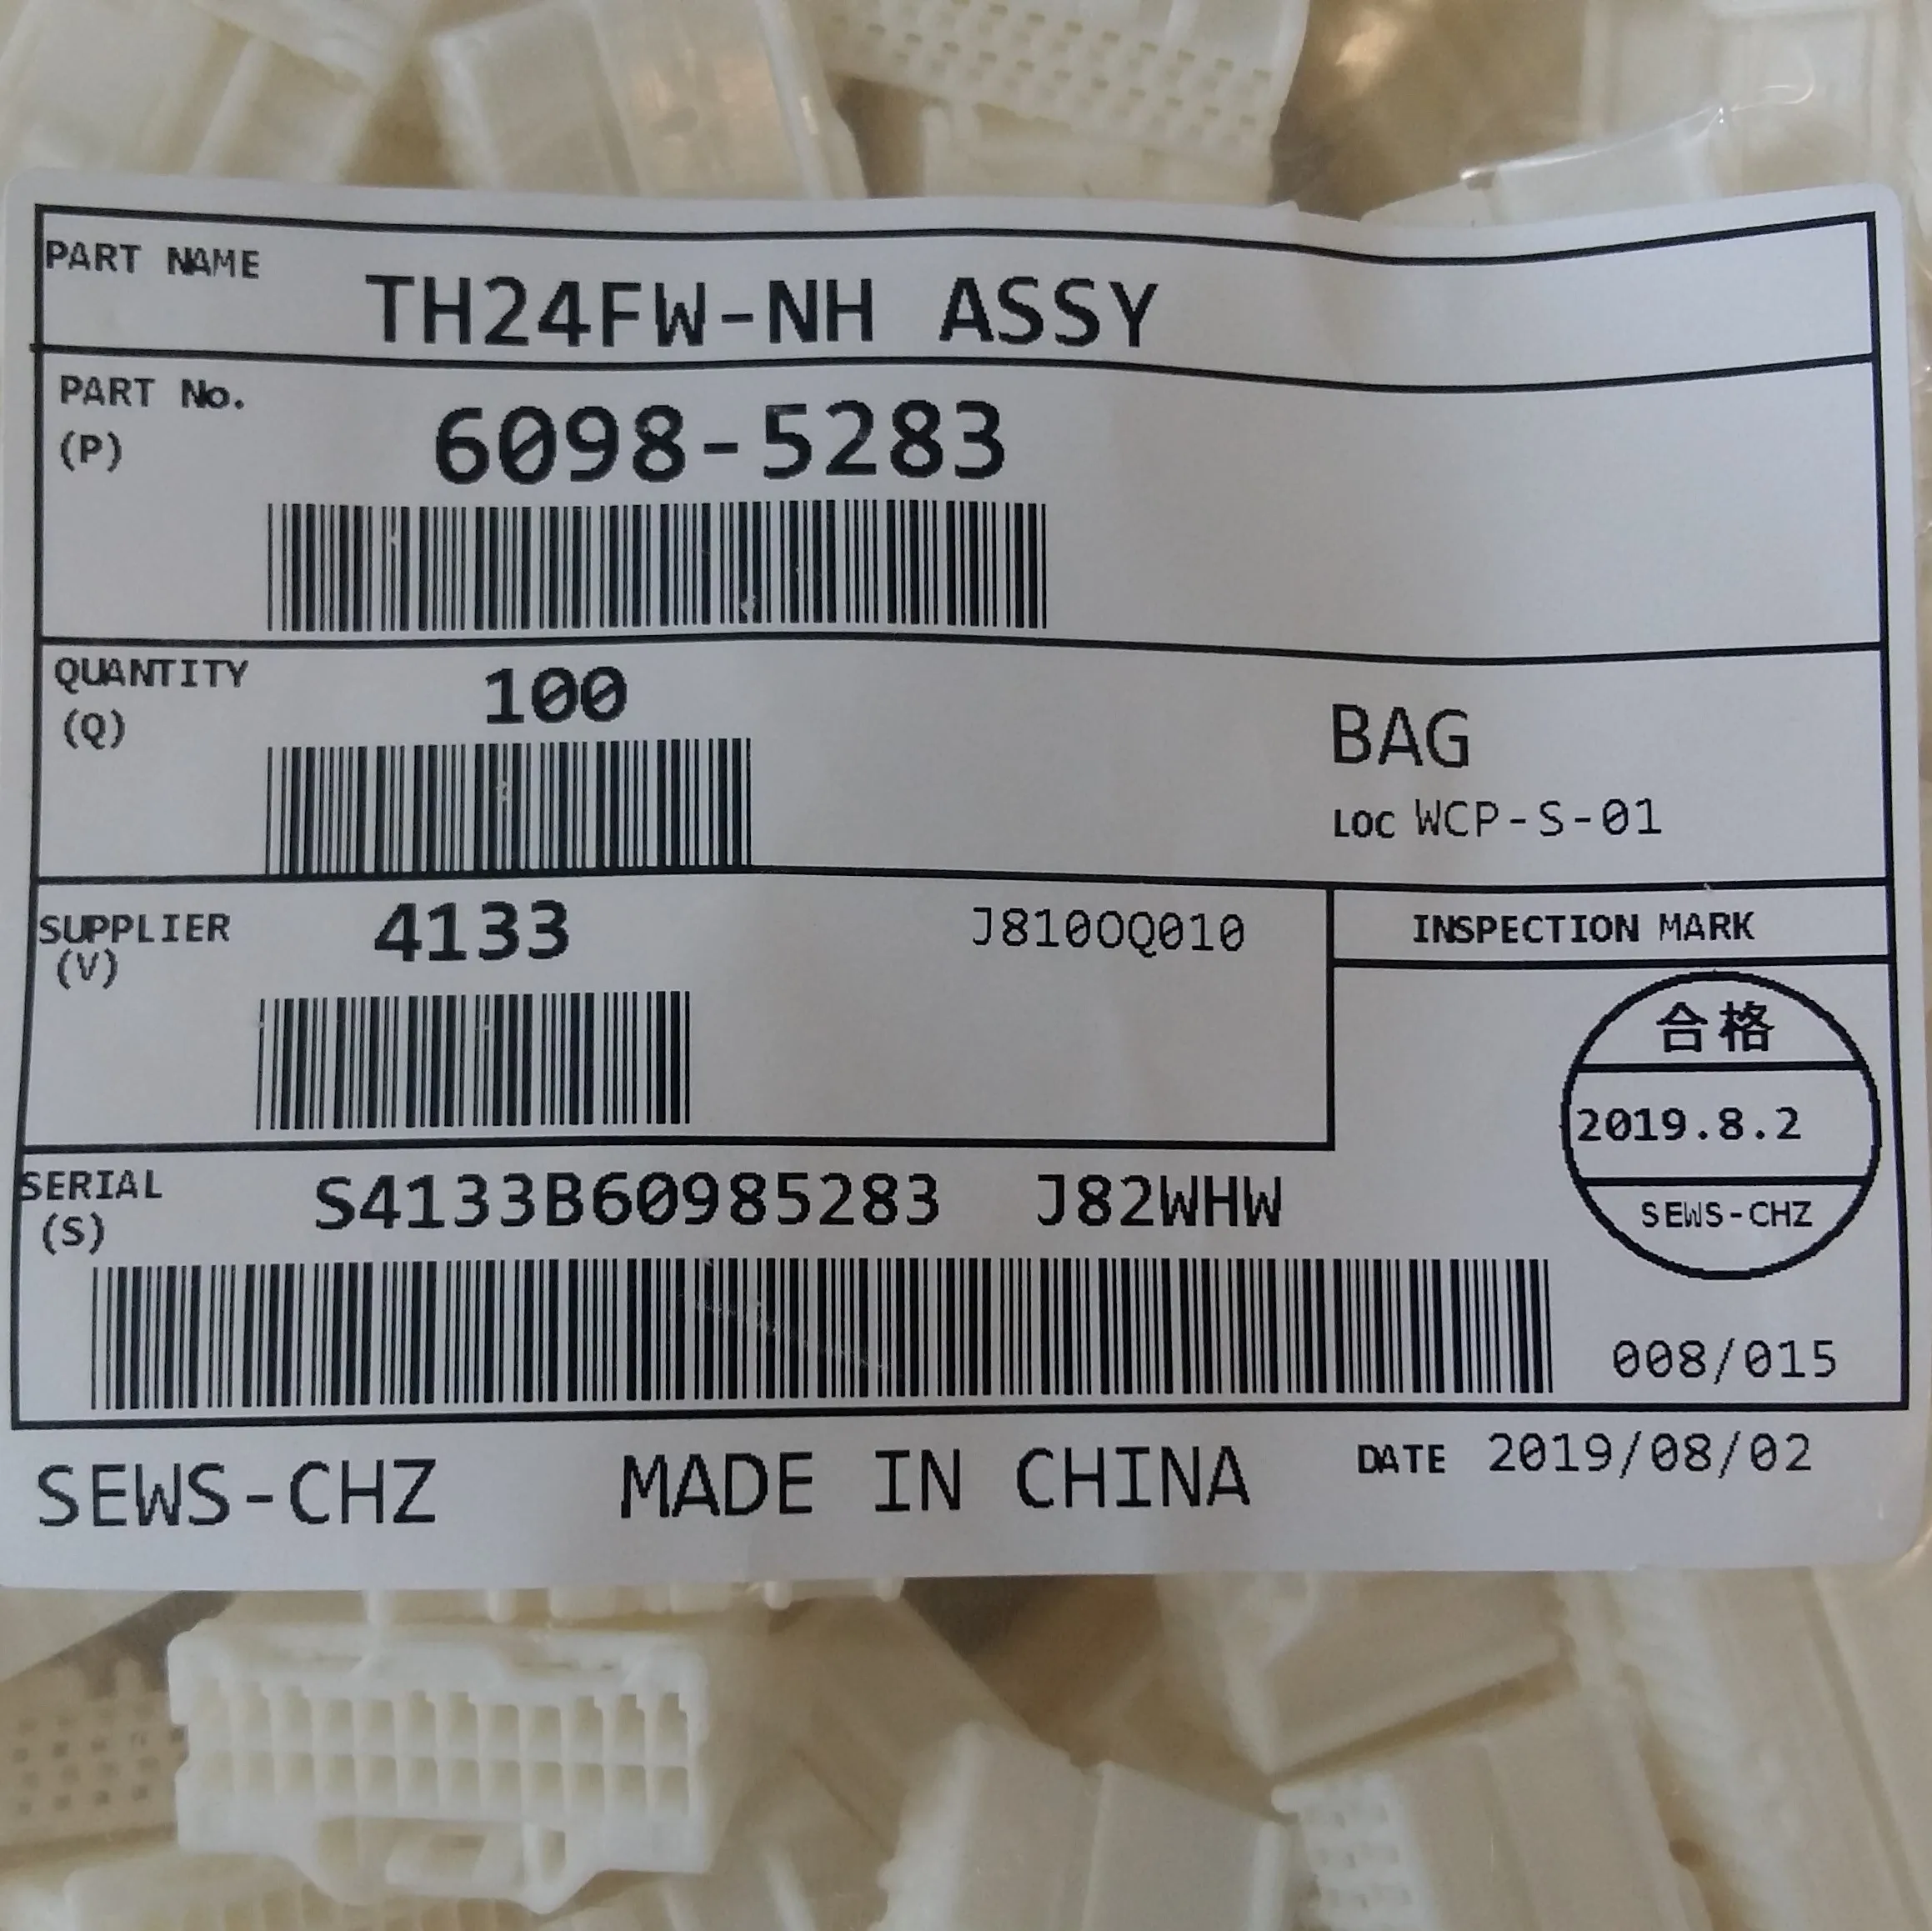 PART NAME
TH24FW-NH ASSY
PART No.
(P)
6098-5283
QUANTITY
(Q)
100
BAG
LOC WCP-S-01
SUPPLIER
(V)
4133
J810OQ010
INSPECTION MARK
合格
2019.8.2
SEWS-CHZ
SERIAL
(S)
S4133B60985283 J82WHW
008/015
SEWS-CHZ MADE IN CHINA DATE 2019/08/02